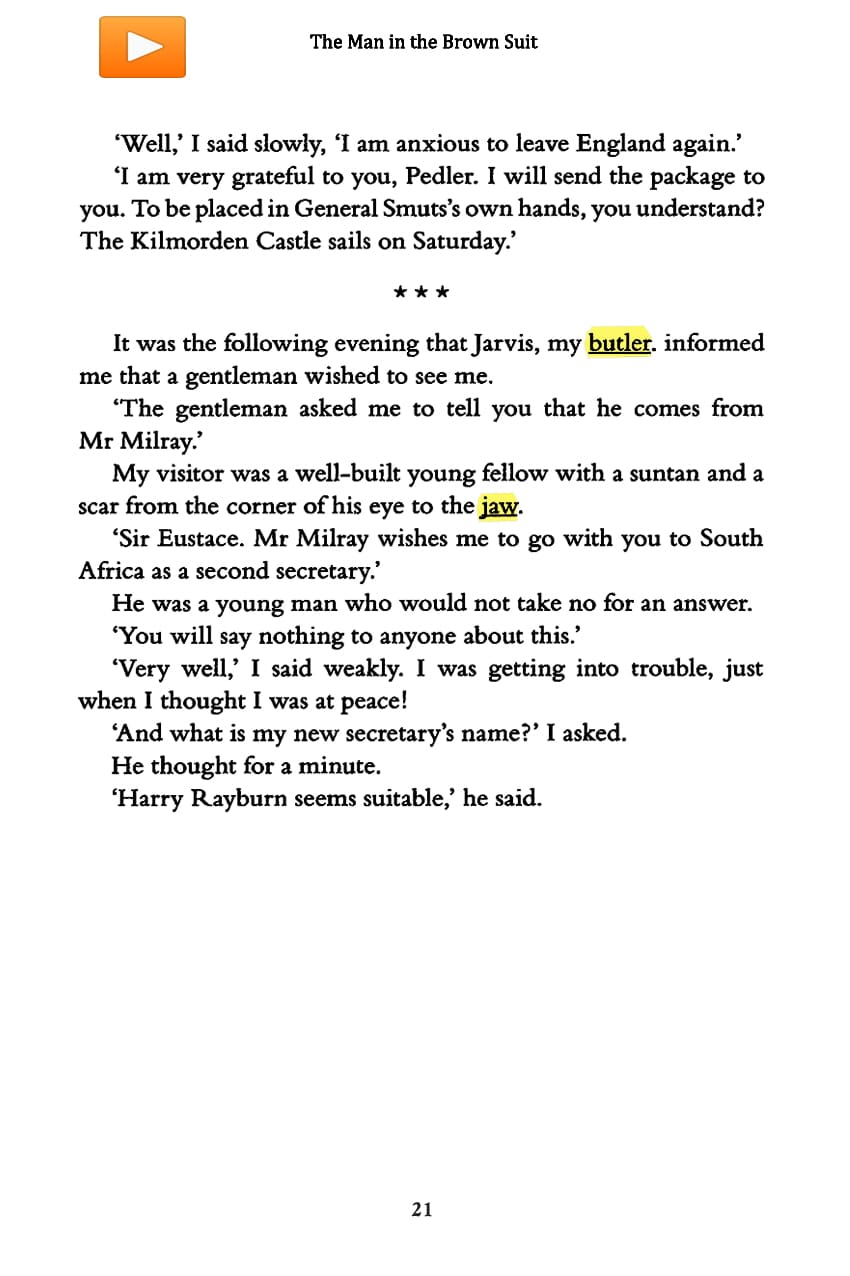 The Man in the Brown Suit
‘Well,’ I said slowly, ‘I am anxious to leave England again.’
‘I am very grateful to you, Pedler. I will send the package to
you. To be placed in General Smuts’s own hands, you understand?
The Kilmorden Castle sails on Saturday.’
★ ★ ★
It was the following evening that Jarvis, my butler. informed
me that a gentleman wished to see me.
‘The gentleman asked me to tell you that he comes from
Mr Milray.’
My visitor was a well-built young fellow with a suntan and a
scar from the corner of his eye to the jaw.
‘Sir Eustace. Mr Milray wishes me to go with you to South
Africa as a second secretary.’
He was a young man who would not take no for an answer.
‘You will say nothing to anyone about this.’
‘Very well,’ I said weakly. I was getting into trouble, just
when I thought I was at peace!
‘And what is my new secretary’s name?’ I asked.
He thought for a minute.
‘Harry Rayburn seems suitable,’ he said.
21